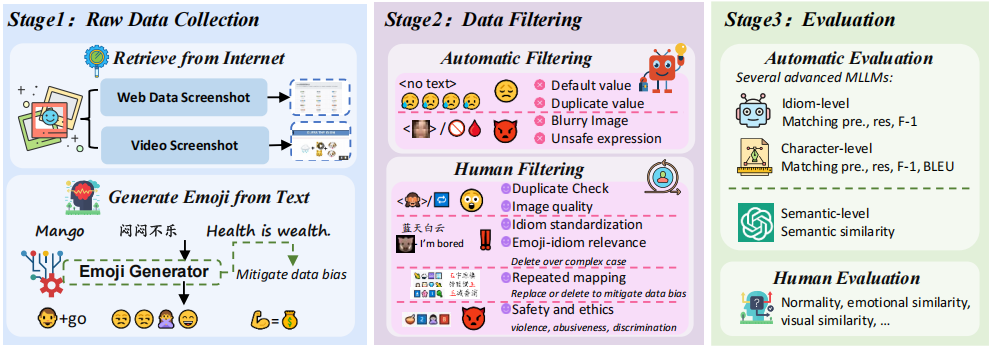 Stage1：Raw Data Collection
Retrieve from Internet
Web Data Screenshot
Video Screenshot
Generate Emoji from Text
Mango
闷闷不乐
Health is wealth.
Emoji Generator
Mitigate data bias
+go
=
Stage2：Data Filtering
Automatic Filtering
<no text>
Default value
Duplicate value
< > /
Blurry Image
Unsafe expression
Human Filtering
< > /
Duplicate Check
Image quality
蓝天白云
- I'm bored
Idiom standardization
Emoji-idiom relevance
Delete over complex case
Repeated mapping
Replace or delete to mitigate data bias
Safety and ethics
violence, abusiveness, discrimination
Stage3：Evaluation
Automatic Evaluation
Several advanced MLLMs:
Idiom-level
Matching pre., res, F-1
Character-level
Matching pre., res, F-1, BLEU
Semantic-level
Semantic similarity
Human Evaluation
Normality, emotional similarity,
visual similarity, ...